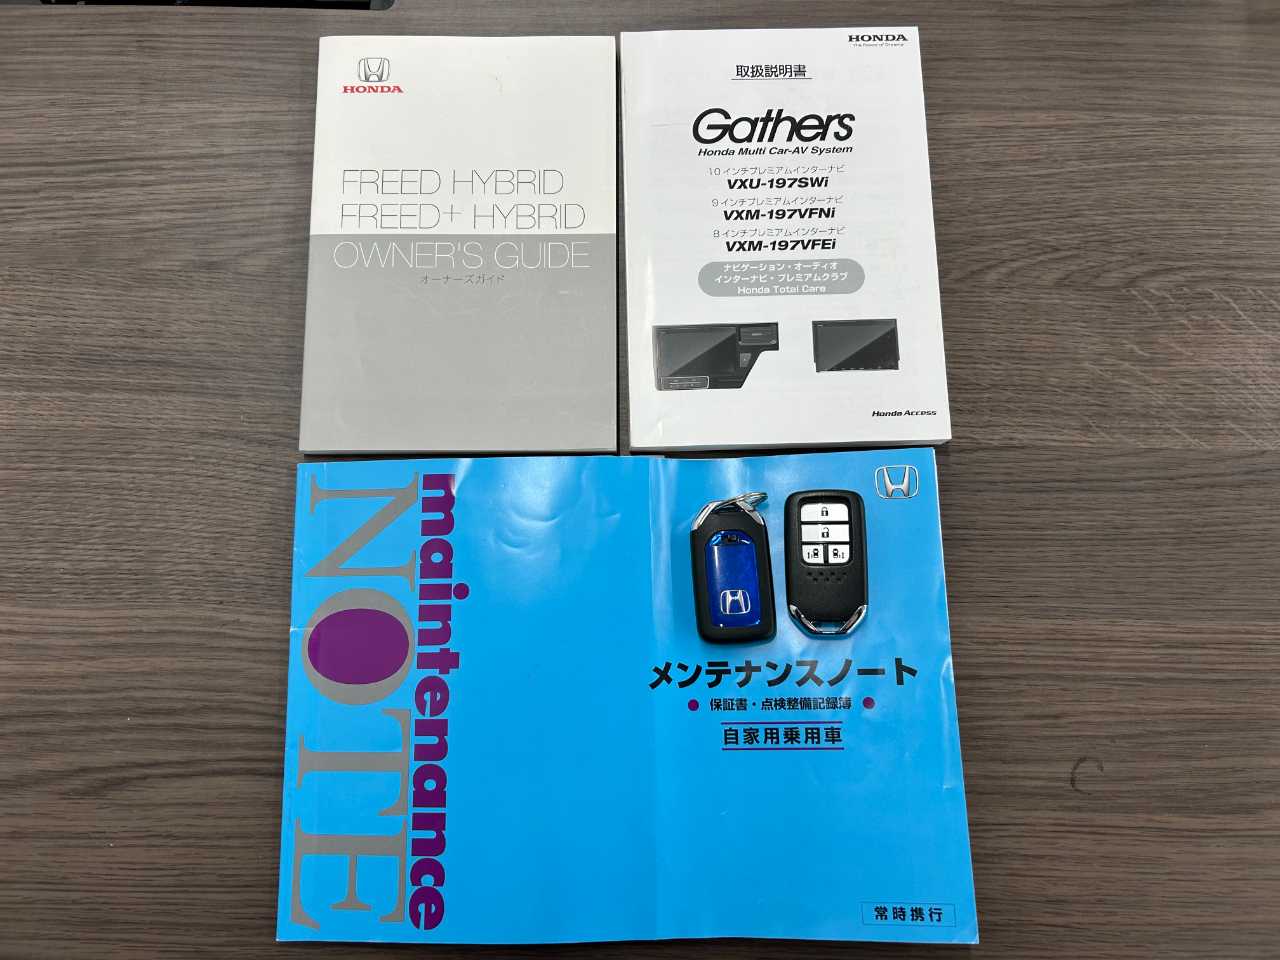 HONDA
FREED HYBRID
FREED+ HYBRID
OWNER'S GUIDE
オーナーズガイド
HONDA
The Power of Dreams
取扱説明書
Gathers
Honda Multi Car-AV System
10インチプレミアムインターナビ
VXU-197SWi
9インチプレミアムインターナビ
VXM-197VFNi
8インチプレミアムインターナビ
VXM-197VFEi
ナビゲーション・オーディオ
インターナビ・プレミアムクラブ
Honda Total Care
Honda Access
maintenance
NOTE
メンテナンスノート
保証書・点検整備記録簿
自家用乗用車
常時携行